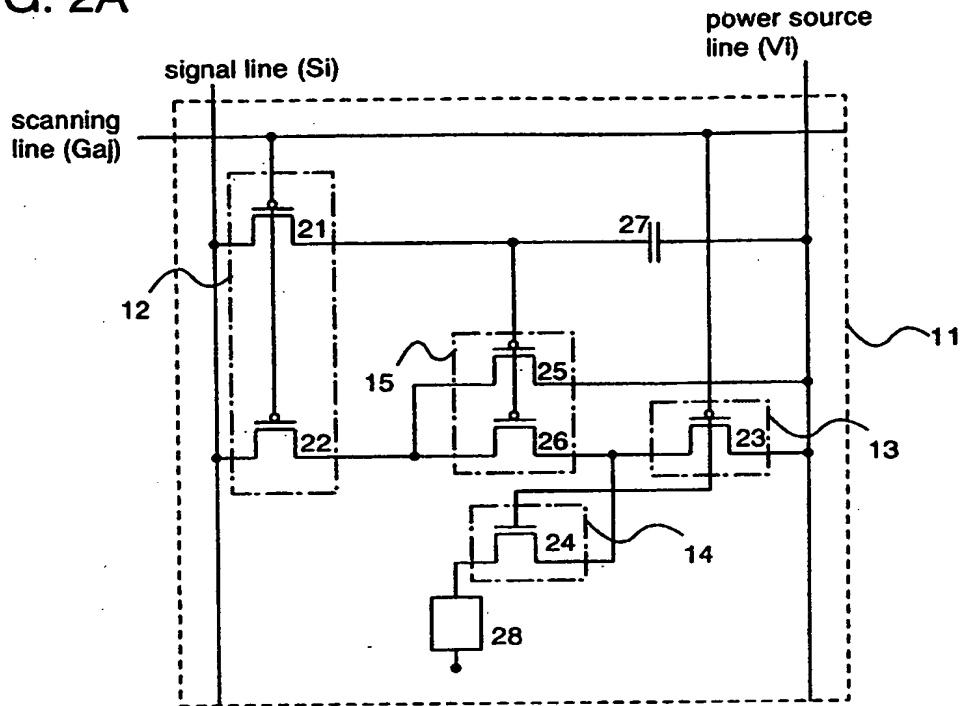 G. 2A
power source
line (Vi)
signal line (Si)
scanning
line (Gaj)
21
27
12
11
15
25
22
26
23
13
24
14
28